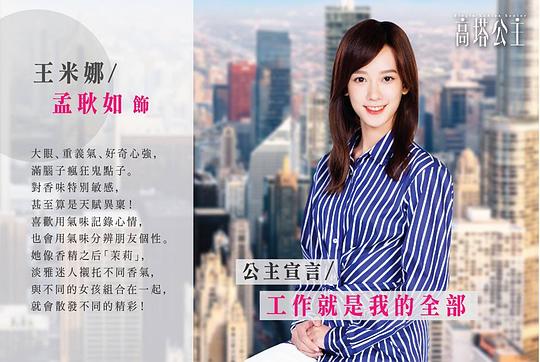 高塔公主
王米娜/
孟耿如 飾
大眼、重義氣、好奇心強，
滿腦子瘋狂鬼點子。
對香味特別敏感，
甚至算是天賦異稟！
喜歡用氣味記錄心情，
也會用氣味分辨朋友個性。
她像香精之后「茉莉」，
淡雅迷人襯托不同香氣，
與不同的女孩組合在一起，
就會散發不同的精彩！
公主宣言/
工作就是我的全部